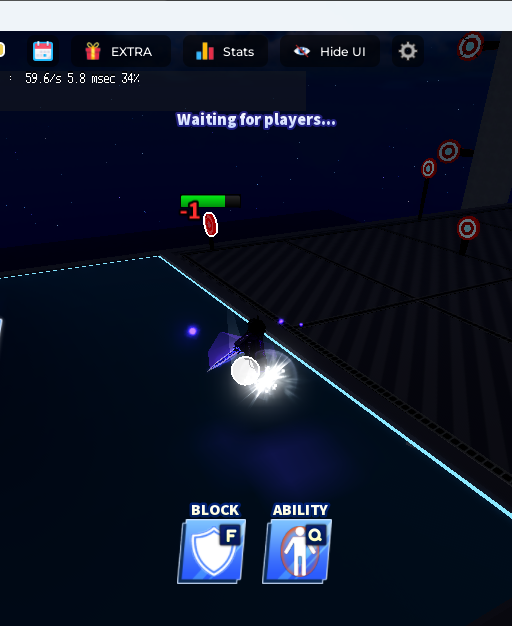 EXTRA
Stats
Hide UI
: 59.6/s 5.8 msec 34%
Waiting for players...
-1
BLOCK
ABILITY
F
Q